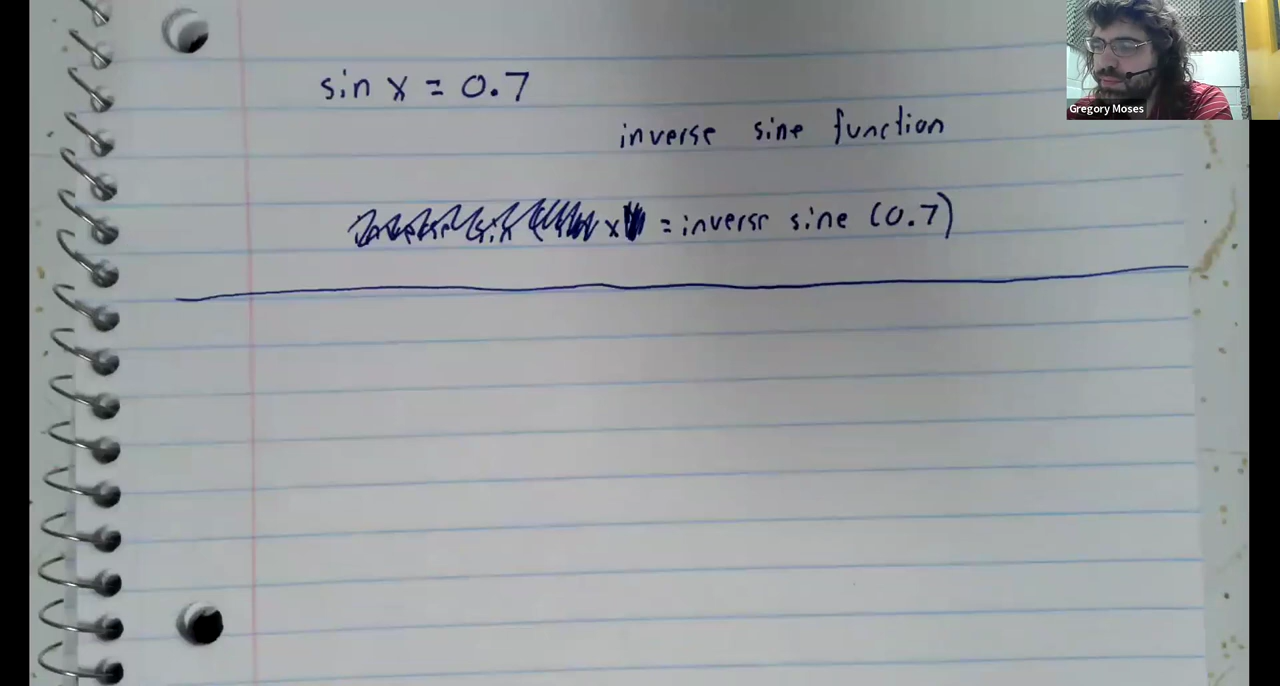 Gregory Moses
sin x = 0.7
inverse sine function
x = inverse sine (0.7)